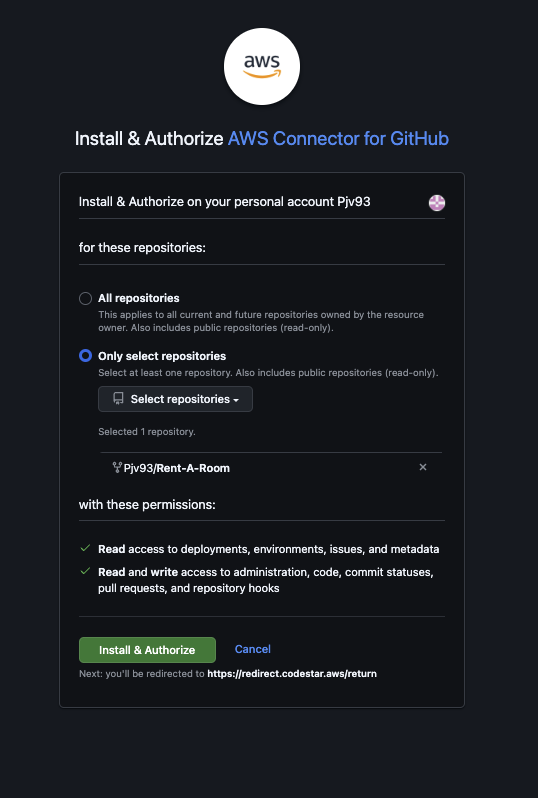 aws
Install & Authorize AWS Connector for GitHub
Install & Authorize on your personal account Pjv93
for these repositories:
All repositories
This applies to all current and future repositories owned by the resource
owner. Also includes public repositories (read-only).
Only select repositories
Select at least one repository. Also includes public repositories (read-only).
Select repositories
Selected 1 repository.
Pjv93/Rent-A-Room
with these permissions:
Read access to deployments, environments, issues, and metadata
Read and write access to administration, code, commit statuses,
pull requests, and repository hooks
Install & Authorize
Cancel
Next: you'll be redirected to https://redirect.codestar.aws/return